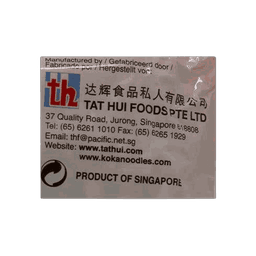 Manufactured by / Gefabriceerd door /
Fabricado por / Hergestellt von
th
达辉食品私人有限公司
TAT HUI FOODS PTE LTD
37 Quality Road, Jurong, Singapore 618808
Tel: (65) 6261 1010 Fax: (65) 6265 1929
Email: thf@pacific.net.sg
Website: www.tathui.com
www.kokanoodles.com
PRODUCT OF SINGAPORE